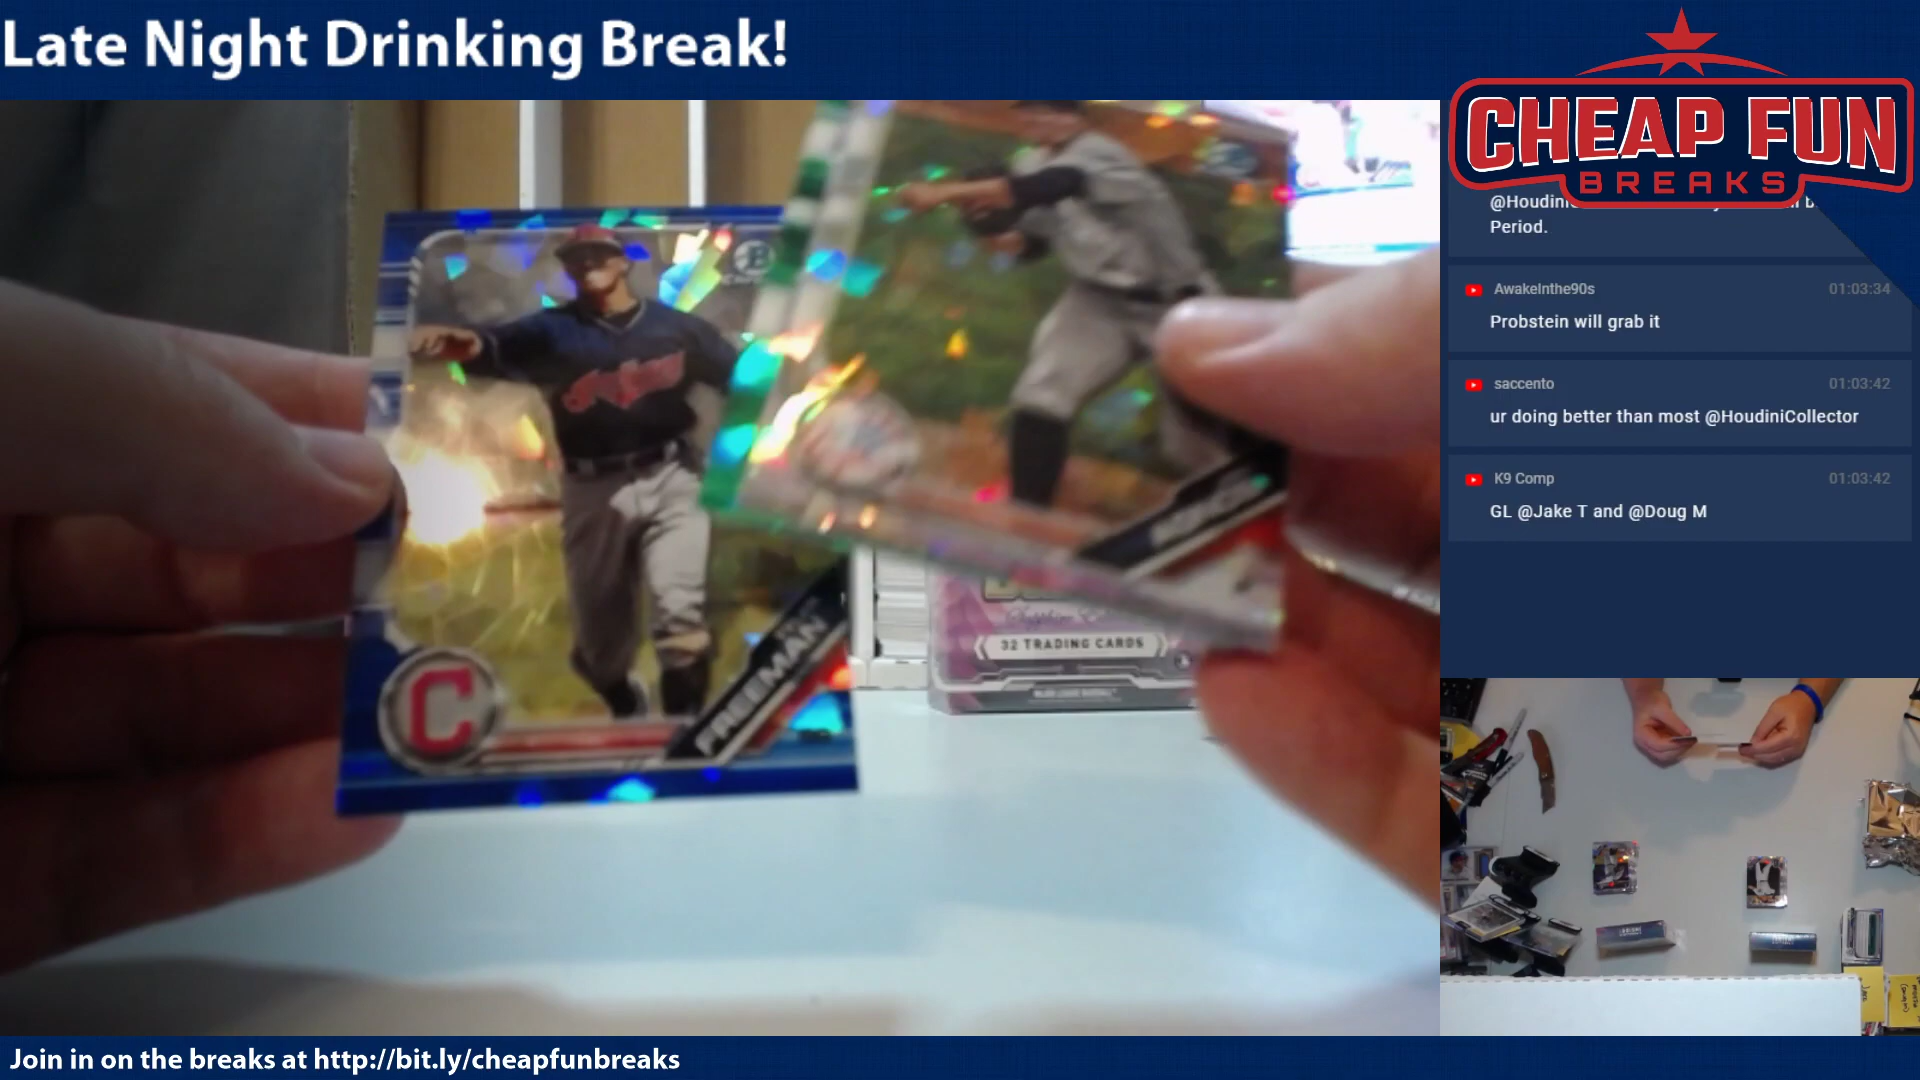 Late Night Drinking Break!
CHEAP FUN
BREAKS
Period.
AwakeInthe90s 01:03:34
Probstein will grab it
saccento 01:03:42
ur doing better than most @HoudiniCollector
K9 Comp 01:03:42
GL @Jake T and @Doug M
Indians
C
FREEMAN
32 TRADING CARDS
Join in on the breaks at http://bit.ly/cheapfunbreaks